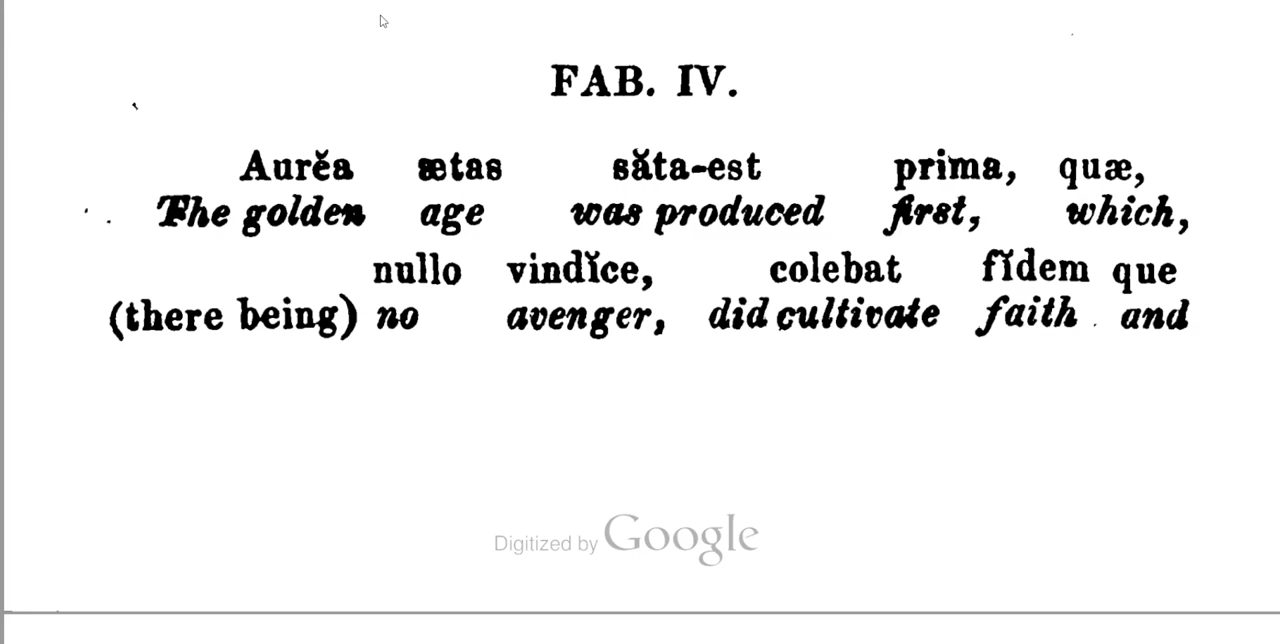 FAB. IV.
Aurĕa ætas săta-est prima, quæ,
The golden age was produced first, which,
nullo vindĭce, colebat fĭdem que
(there being) no avenger, did cultivate faith and
Digitized by Google